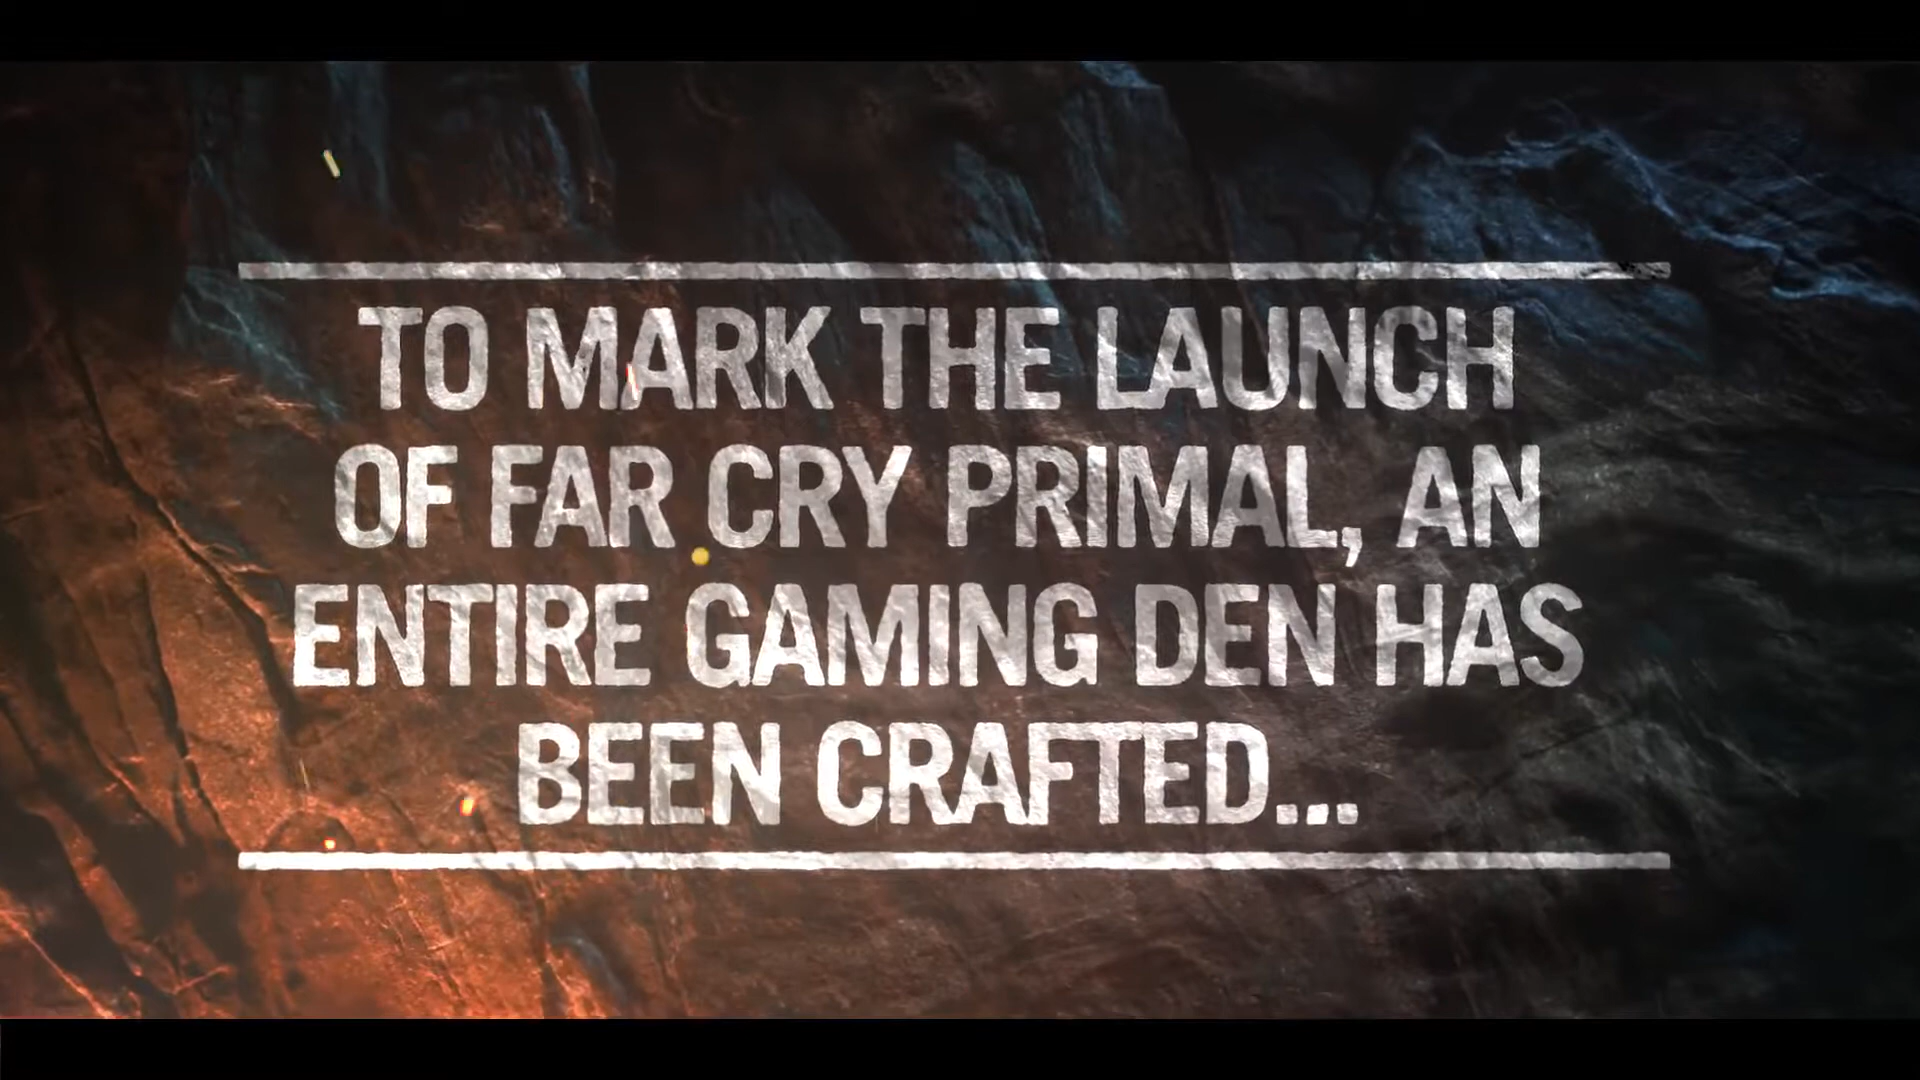 TO MARK THE LAUNCH
OF FAR CRY PRIMAL, AN
ENTIRE GAMING DEN HAS
BEEN CRAFTED...